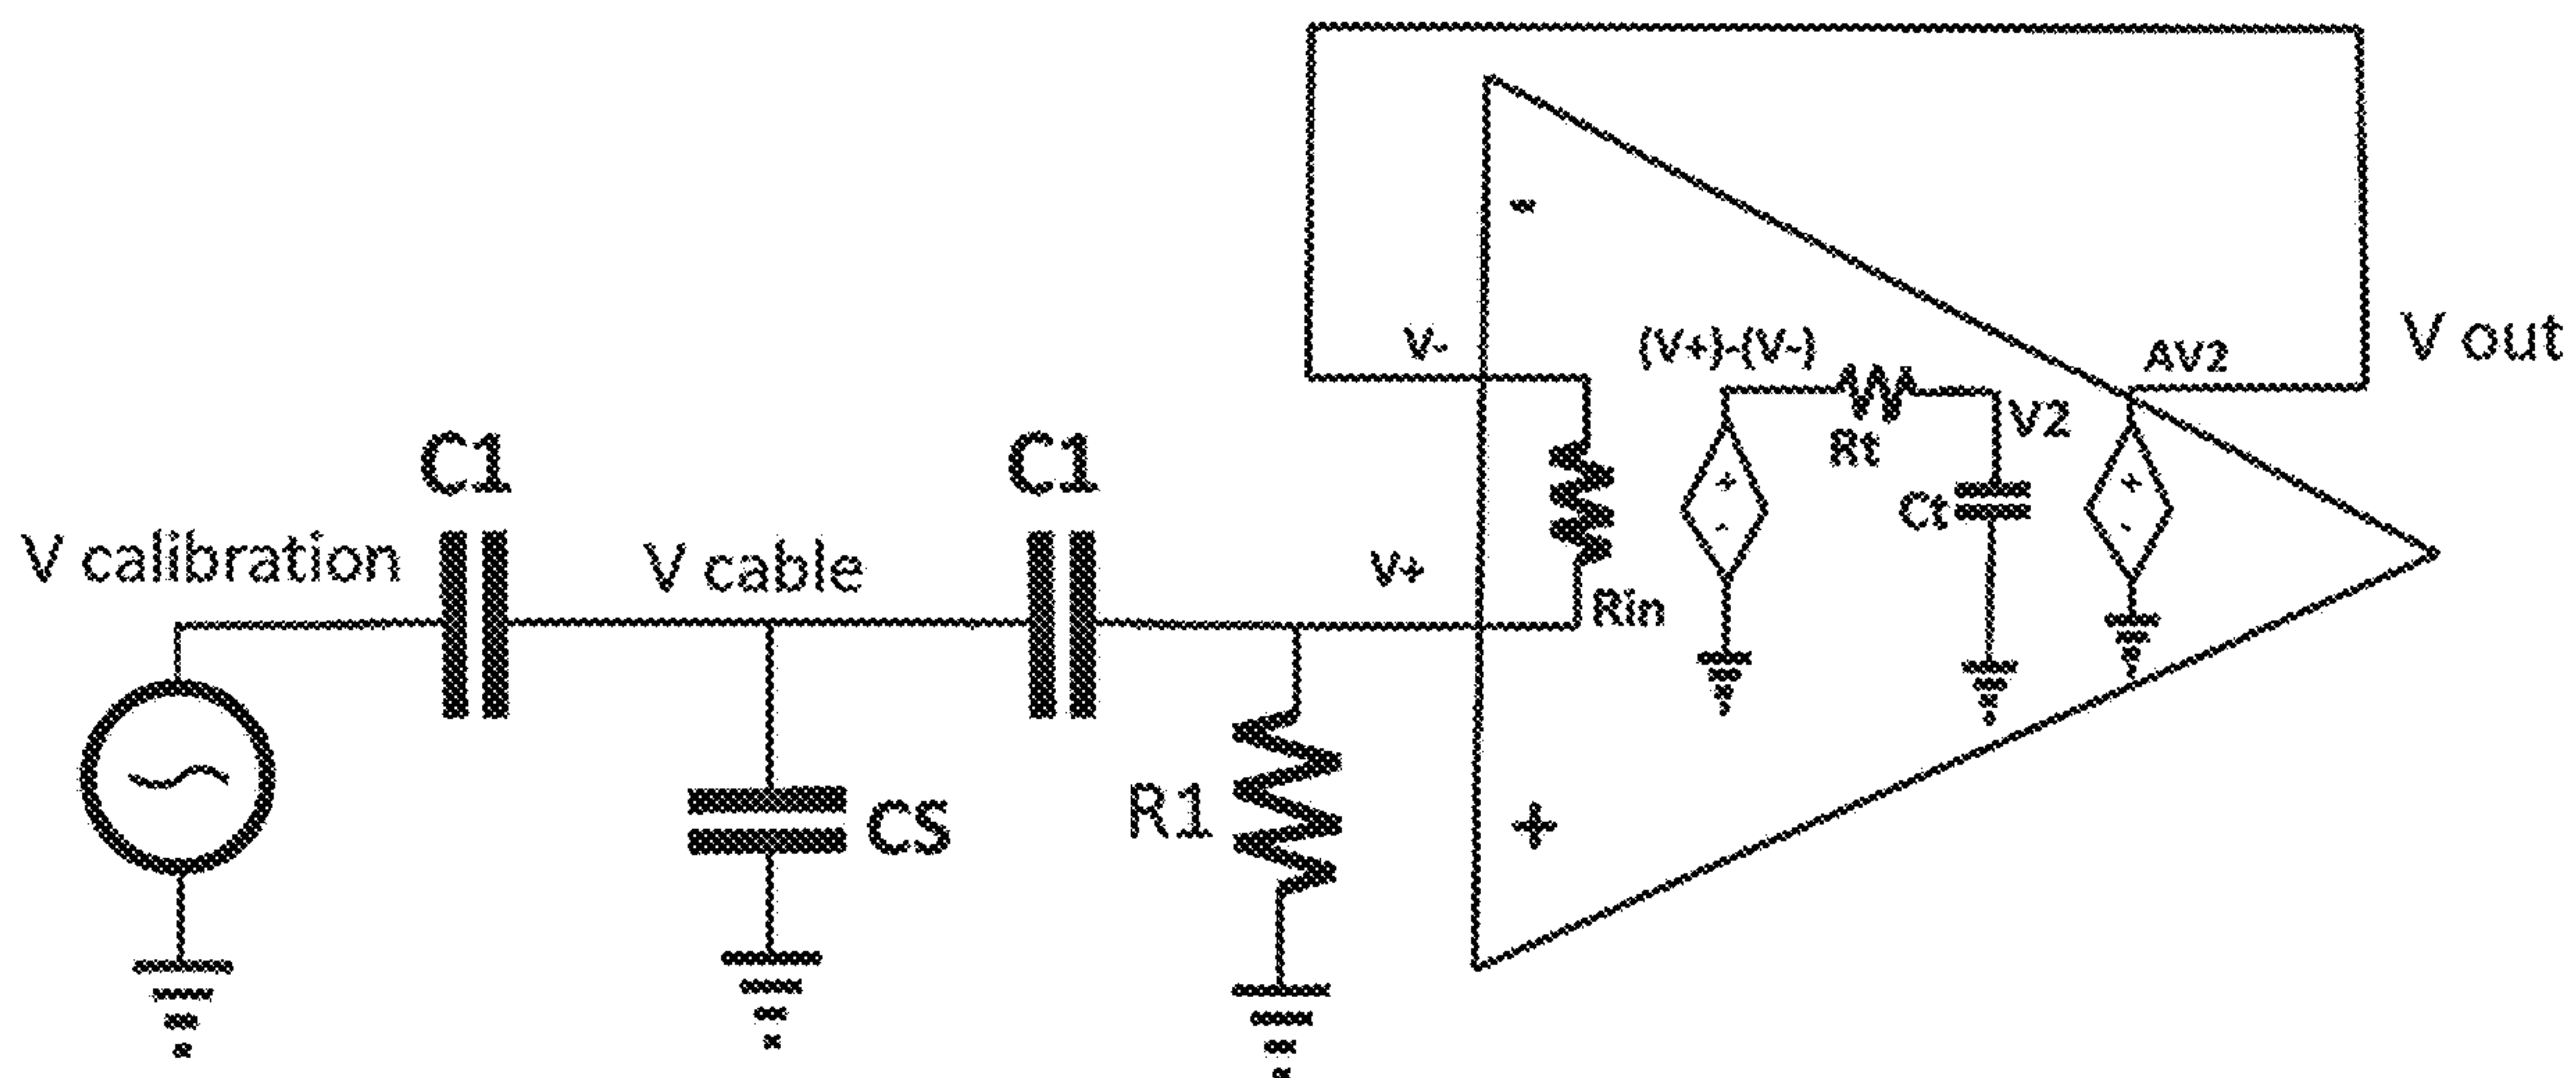 V calibration
C1
V cable
CS
C1
R1
V+
V-
-
+
Rin
(V+)-(V-)
Rt
Ct
V2
+
-
+
-
AV2
V out